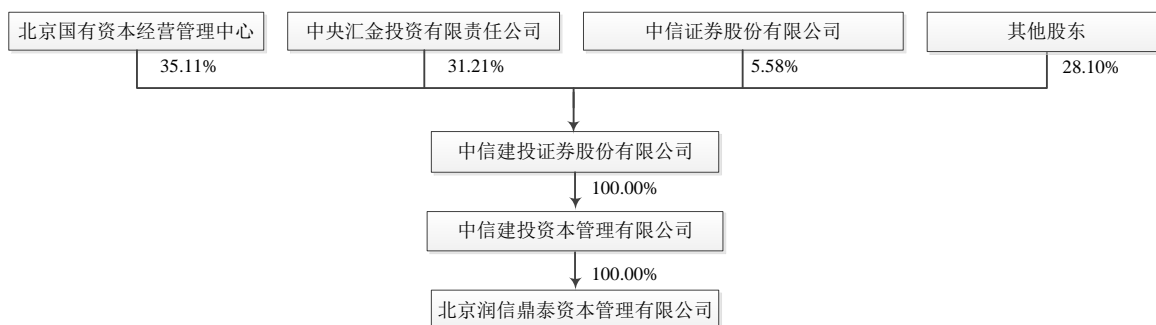 北京国有资本经营管理中心
中央汇金投资有限责任公司
中信证券股份有限公司
其他股东
35.11%
31.21%
5.58%
28.10%
中信建投证券股份有限公司
100.00%
中信建投资本管理有限公司
100.00%
北京润信鼎泰资本管理有限公司